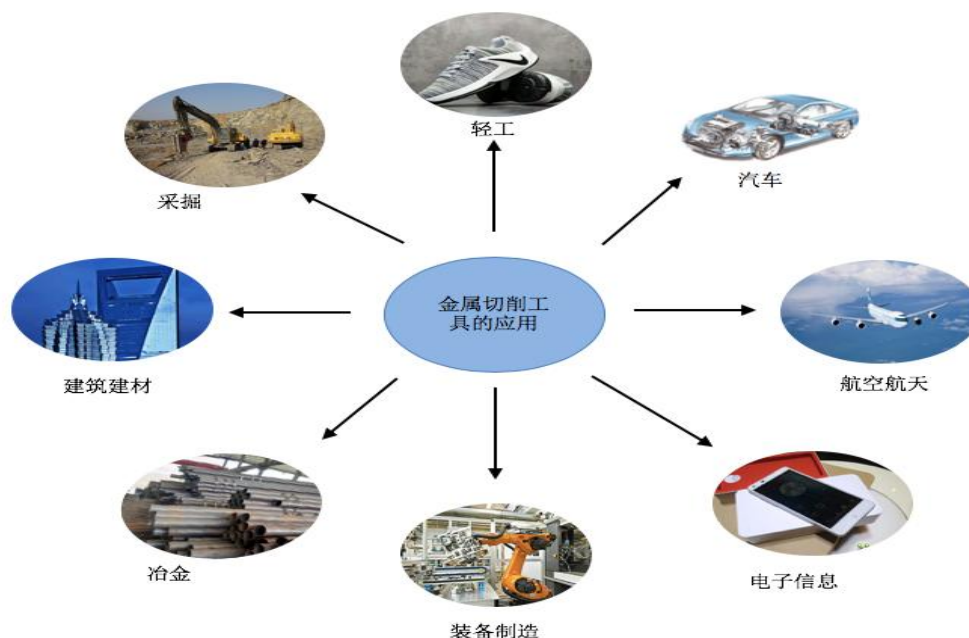 轻工
汽车
采掘
金属切削工
具的应用
建筑建材
航空航天
冶金
电子信息
装备制造